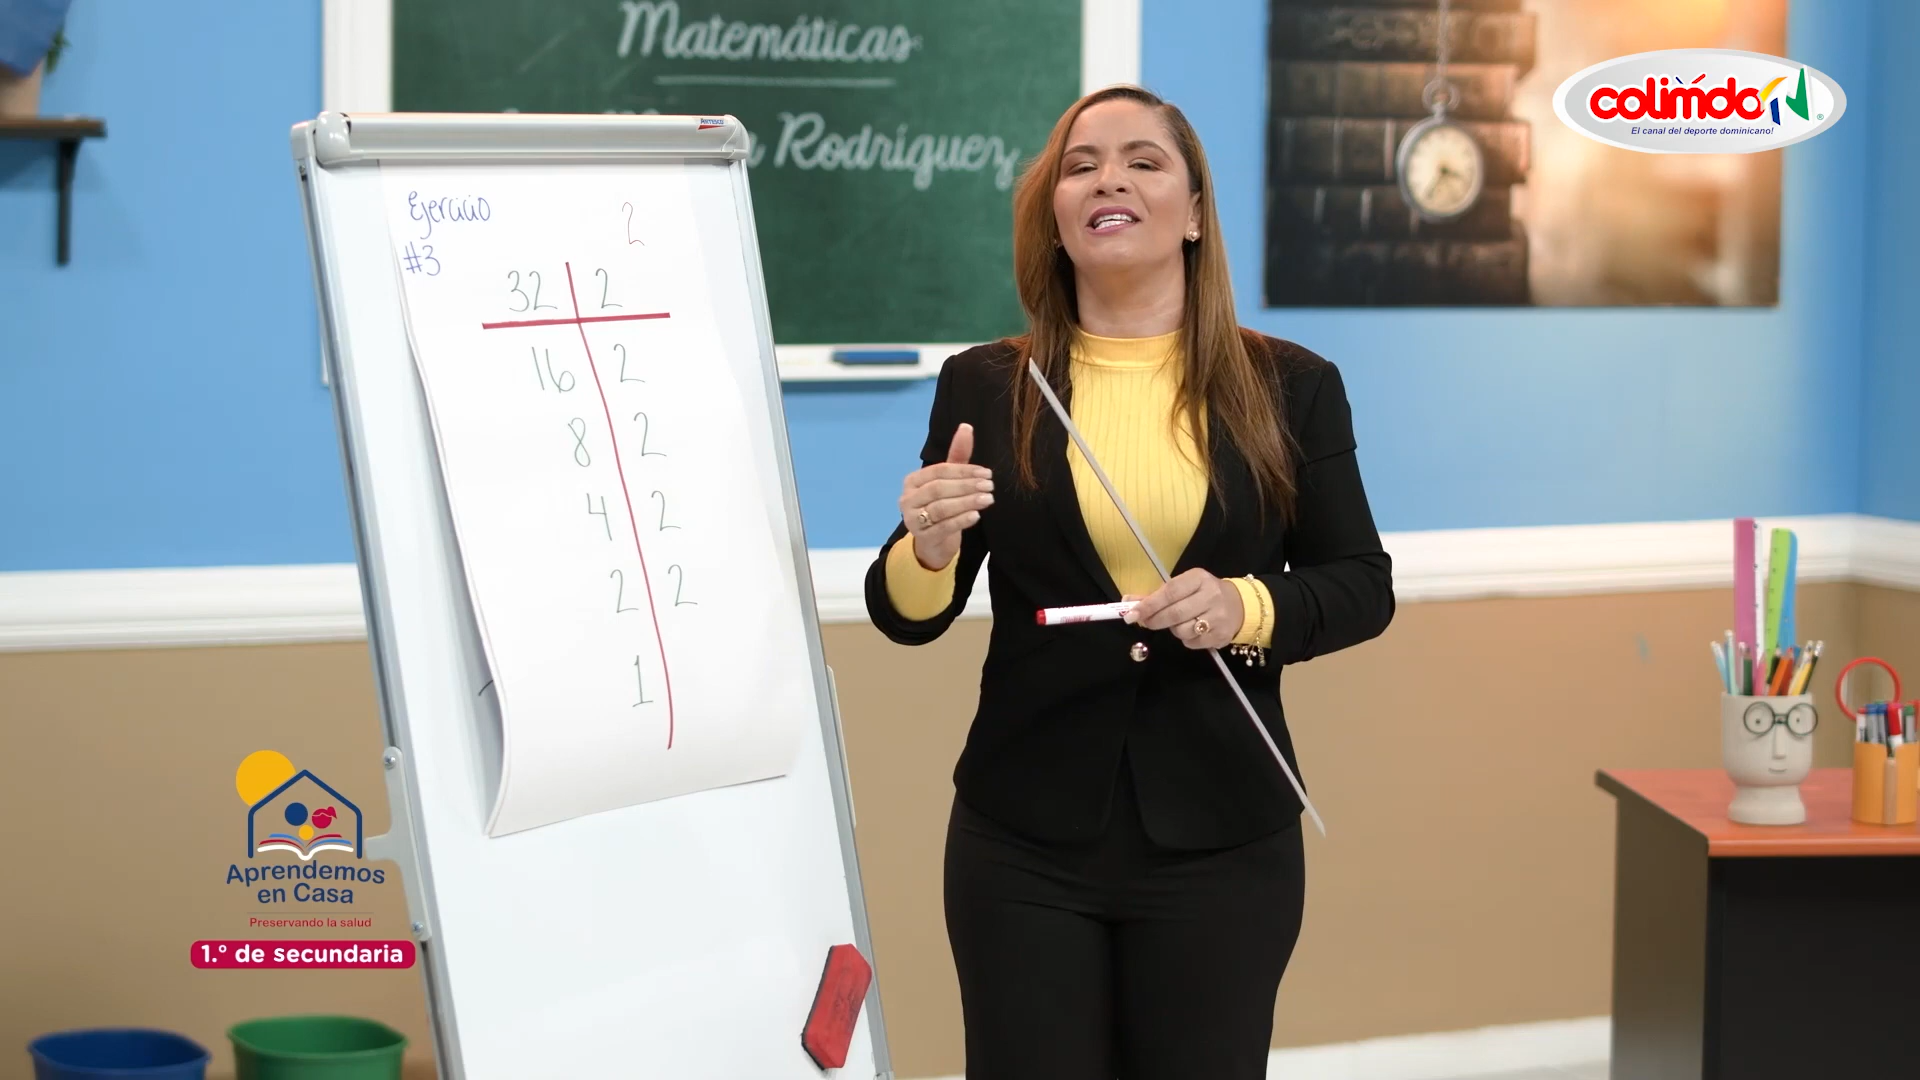 Matemáticas
Rodríguez
ARTESCO
Ejercicio
#3
2
32 2
16 2
8 2
4 2
2 2
1
colimdo
El canal del deporte dominicano!
Aprendemos
en Casa
Preservando la salud
1.° de secundaria